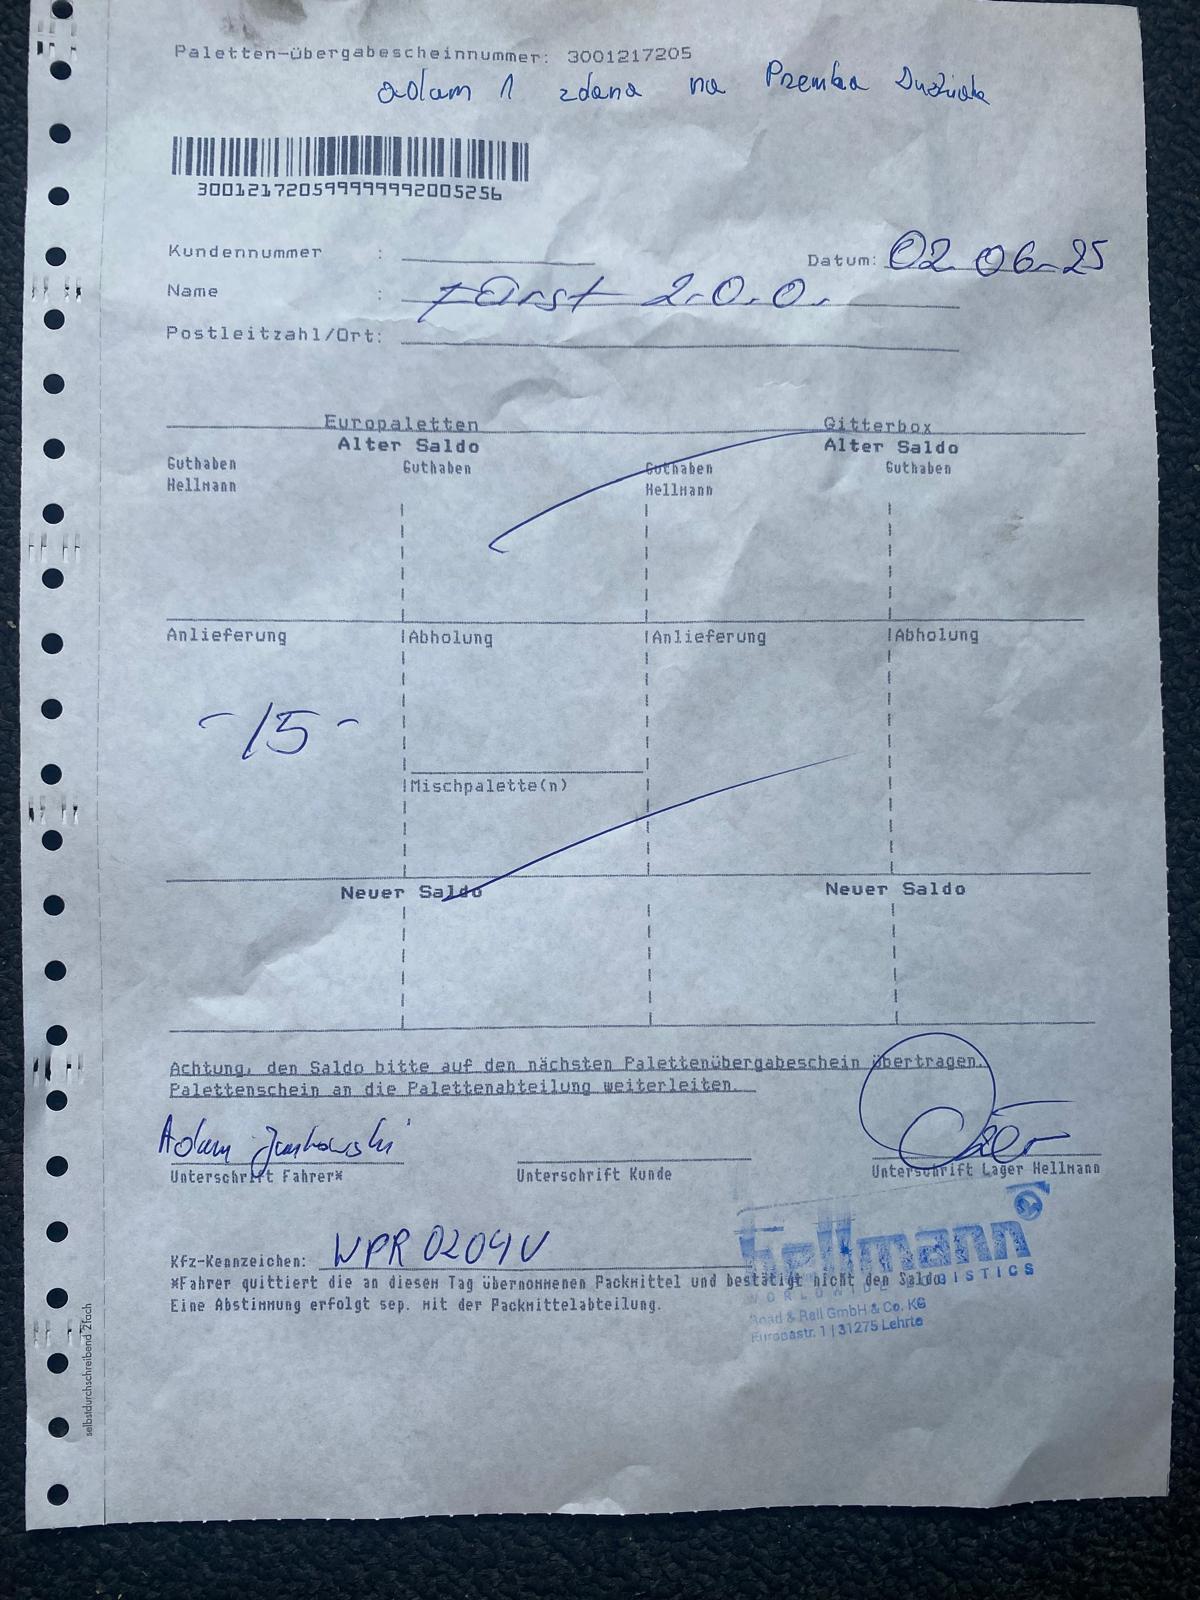 Paletten-übergabescheinnummer: 3001217205
adam 1 zdana na Przemka
300121720599999992005256
Kundennummer :
Datum: 02.06.25
Name : 2.0.0.
Postleitzahl/Ort:
Europaletten Gitterbox
Alter Saldo Alter Saldo
Guthaben Hellmann Guthaben Guthaben Hellmann Guthaben
Anlieferung Abholung Anlieferung Abholung
- 15 -
Mischpalette(n)
Neuer Saldo Neuer Saldo
Achtung, den Saldo bitte auf den nächsten Palettenübergabeschein übertragen.
Palettenschein an die Palettenabteilung weiterleiten.
Adam Jankowski
Unterschrift Fahrer* Unterschrift Kunde Unterschrift Lager Hellmann
Kfz-Kennzeichen: WPR 0204V
*Fahrer quittiert die an diesem Tag übernommenen Packmittel und bestätigt nicht den Saldo.
Eine Abstimmung erfolgt sep. mit der Packmittelabteilung.
hellmann
WORLDWIDE LOGISTICS
Road & Rail GmbH & Co. KG
Europastr. 1 | 31275 Lehrte
selbstdurchschreibend 2fach